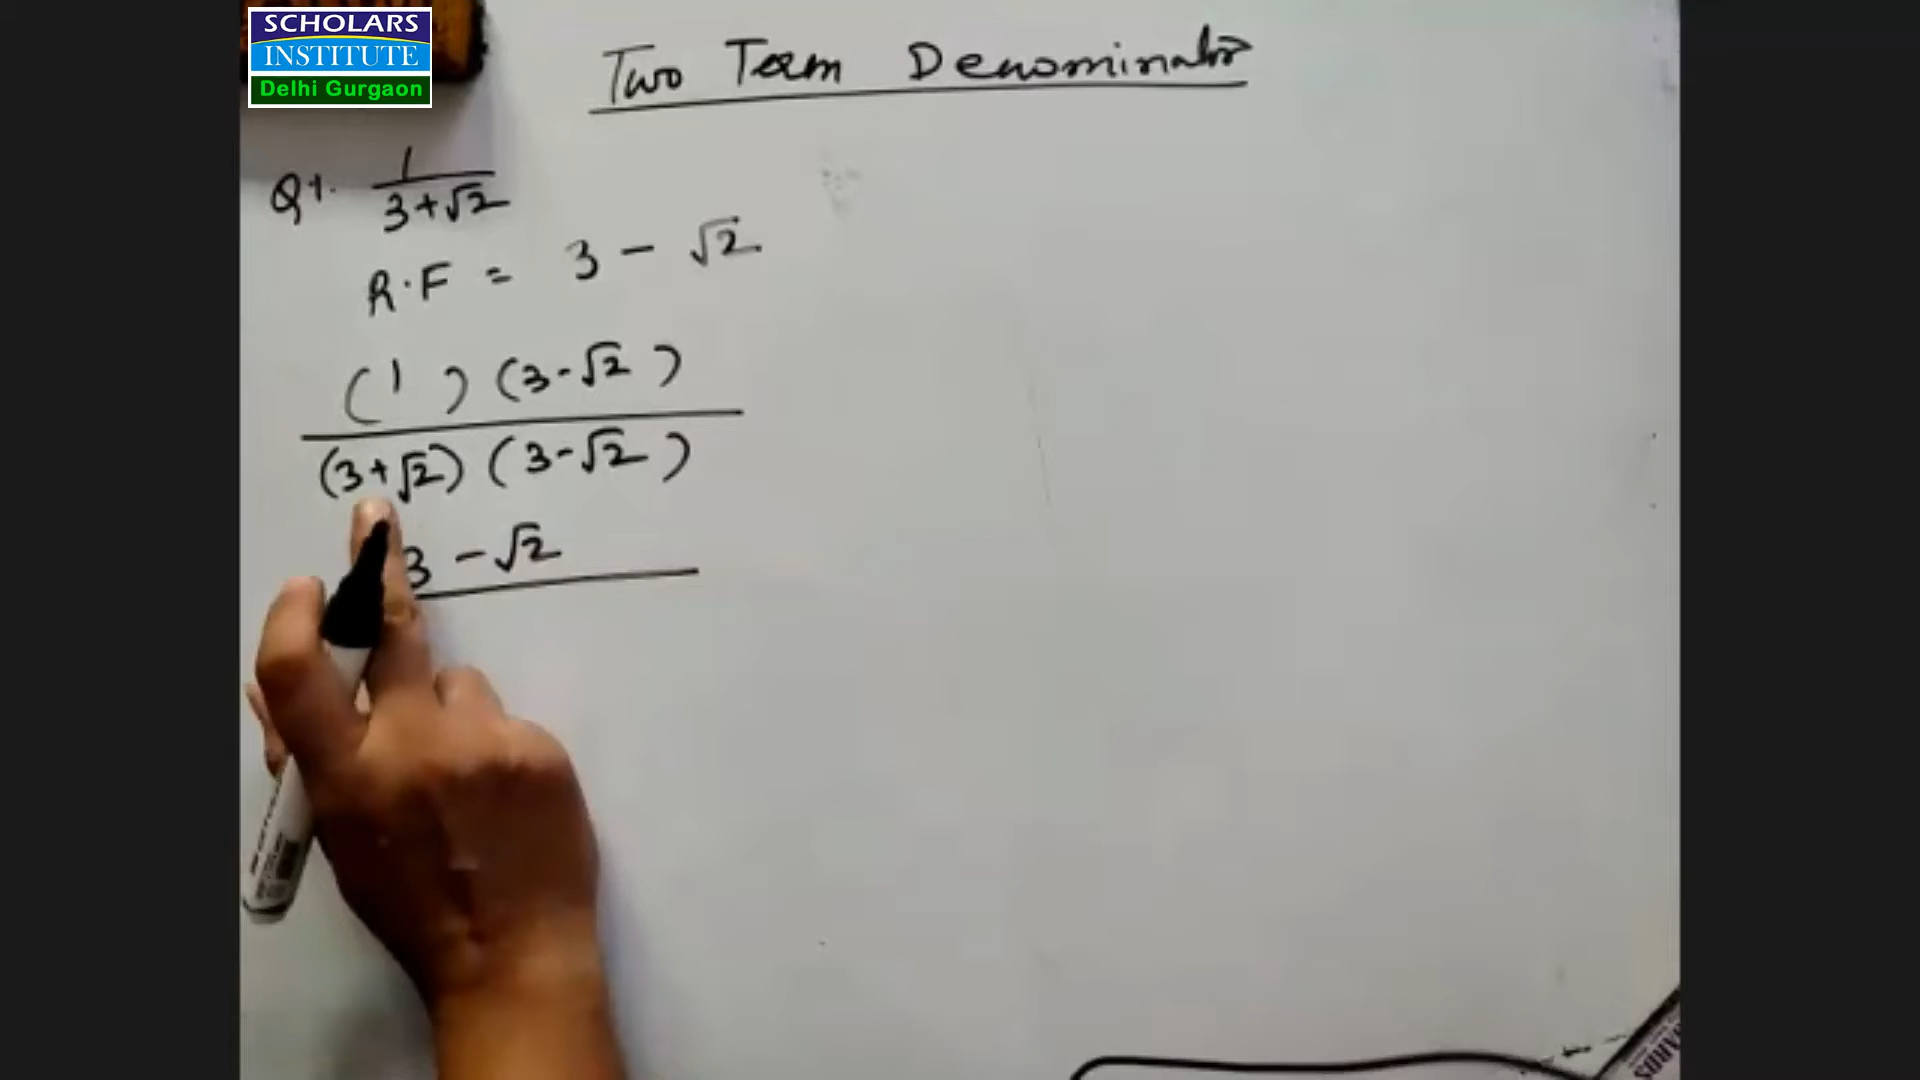 SCHOLARS
INSTITUTE
Delhi Gurgaon
Two Term Denominator
Q1. 1/(3+√2)
R.F = 3 - √2
(1)(3-√2)
(3+√2)(3-√2)
3 - √2